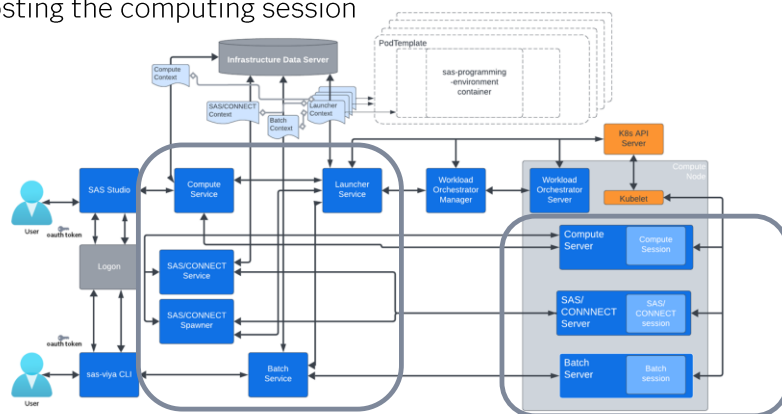 osting the computing session
PodTemplate
Infrastructure Data Server
Compute
Context
sas-programming
-environment
container
SAS/CONNECT
Context
Launcher
Context
Batch
Context
K8s API
Server
Compute
Node
SAS Studio
Compute
Service
Launcher
Service
Workload
Orchestrator
Manager
Workload
Orchestrator
Server
Kubelet
User
oauth token
Compute
Server
Compute
Session
Logon
SAS/CONNECT
Service
SAS/CONNECT
Spawner
SAS/
CONNNECT
Server
SAS/
CONNECT
session
oauth token
sas-viya CLI
Batch
Service
Batch
Server
Batch
session
User